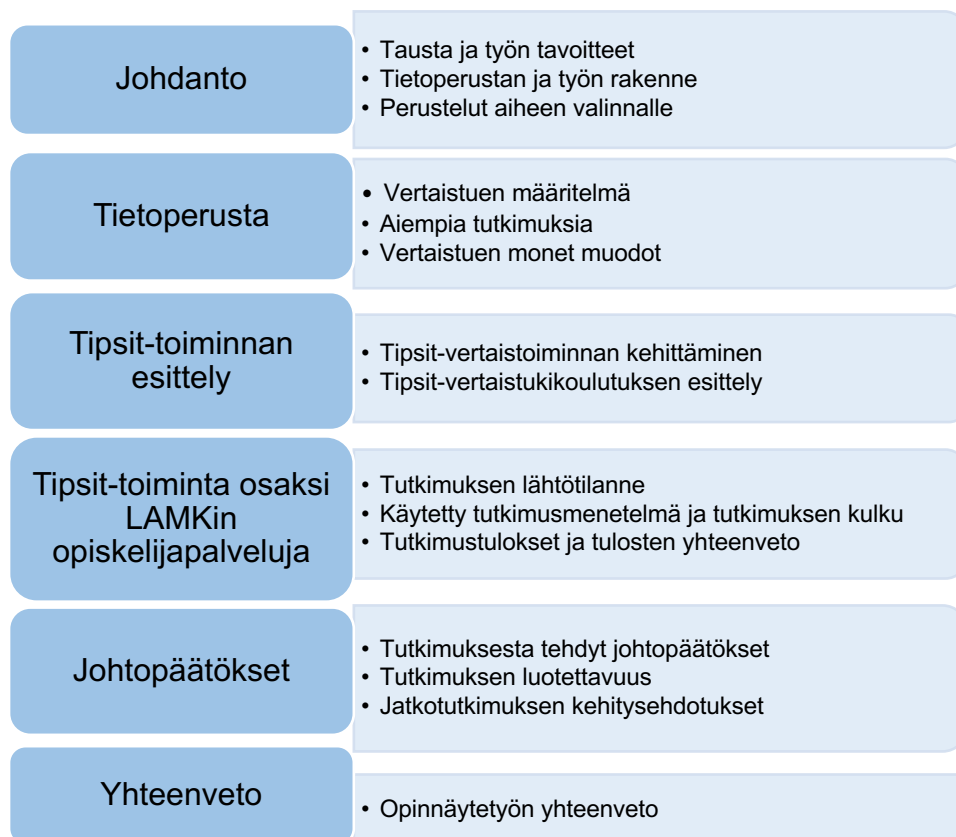 Johdanto
• Tausta ja työn tavoitteet
• Tietoperustan ja työn rakenne
• Perustelut aiheen valinnalle
Tietoperusta
• Vertaistuen määritelmä
• Aiempia tutkimuksia
• Vertaistuen monet muodot
Tipsit-toiminnan
esittely
• Tipsit-vertaistoiminnan kehittäminen
• Tipsit-vertaistukikoulutuksen esittely
Tipsit-toiminta osaksi
LAMKin
opiskelijapalveluja
• Tutkimuksen lähtötilanne
• Käytetty tutkimusmenetelmä ja tutkimuksen kulku
• Tutkimustulokset ja tulosten yhteenveto
Johtopäätökset
• Tutkimuksesta tehdyt johtopäätökset
• Tutkimuksen luotettavuus
• Jatkotutkimuksen kehitysehdotukset
Yhteenveto
• Opinnäytetyön yhteenveto